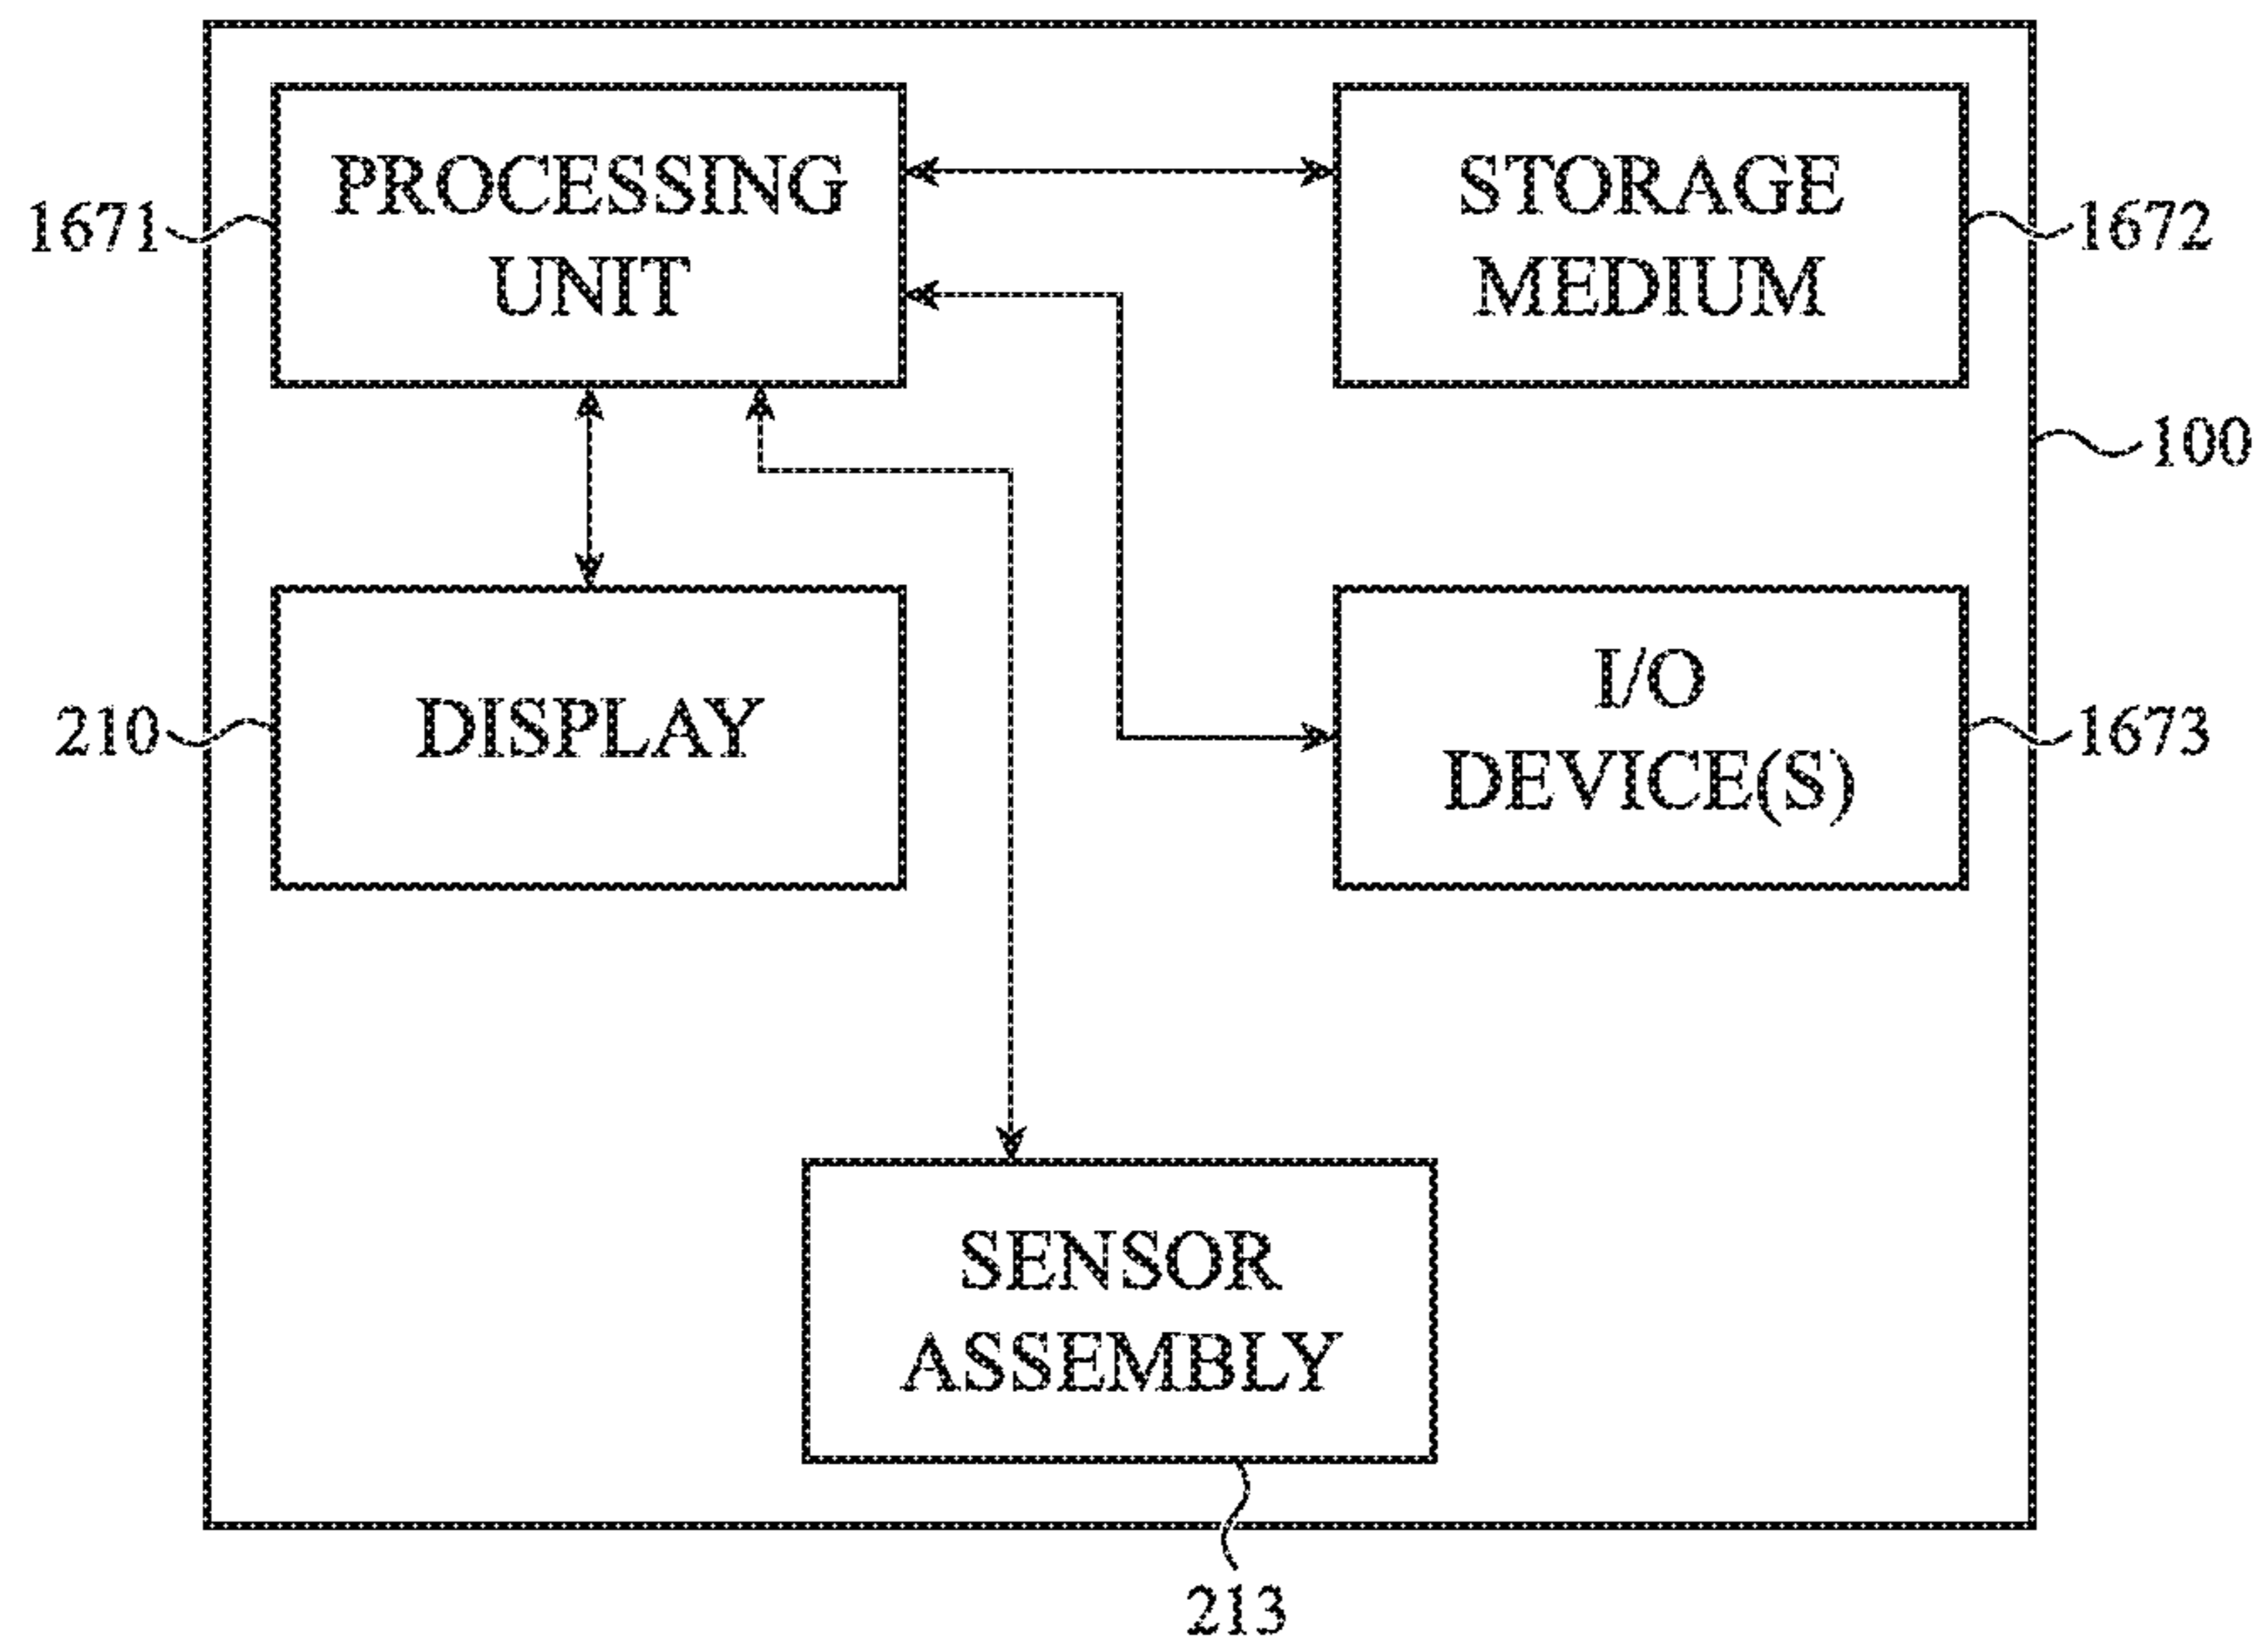 PROCESSING
UNIT
STORAGE
MEDIUM
1671
1672
100
DISPLAY
I/O
DEVICE(S)
210
1673
SENSOR
ASSEMBLY
213